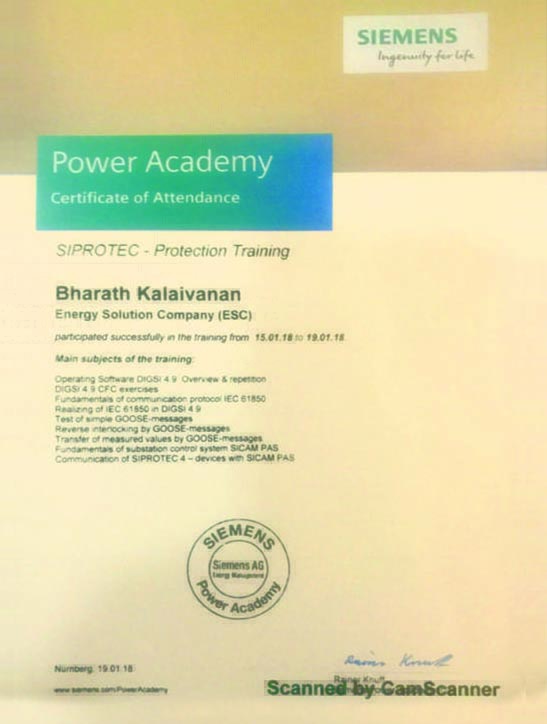 SIEMENS
Ingenuity for life
Power Academy
Certificate of Attendance
SIPROTEC - Protection Training
Bharath Kalaivanan
Energy Solution Company (ESC)
participated successfully in the training from 15.01.18 to 19.01.18
Main subjects of the training:
Operating Software DIGSI 4.9 Overview & repetition
DIGSI 4.9 CFC exercises
Fundamentals of communication protocol IEC 61850
Realizing of IEC 61850 in DIGSI 4.9
Test of simple GOOSE-messages
Reverse interlocking by GOOSE-messages
Transfer of measured values by GOOSE-messages
Fundamentals of substation control system SICAM PAS
Communication of SIPROTEC 4 – devices with SICAM PAS
SIEMENS
Siemens AG
Energy Management
Power Academy
Nürnberg, 19.01.18
Rainer Knuff
www.siemens.com/PowerAcademy
Scanned by CamScanner